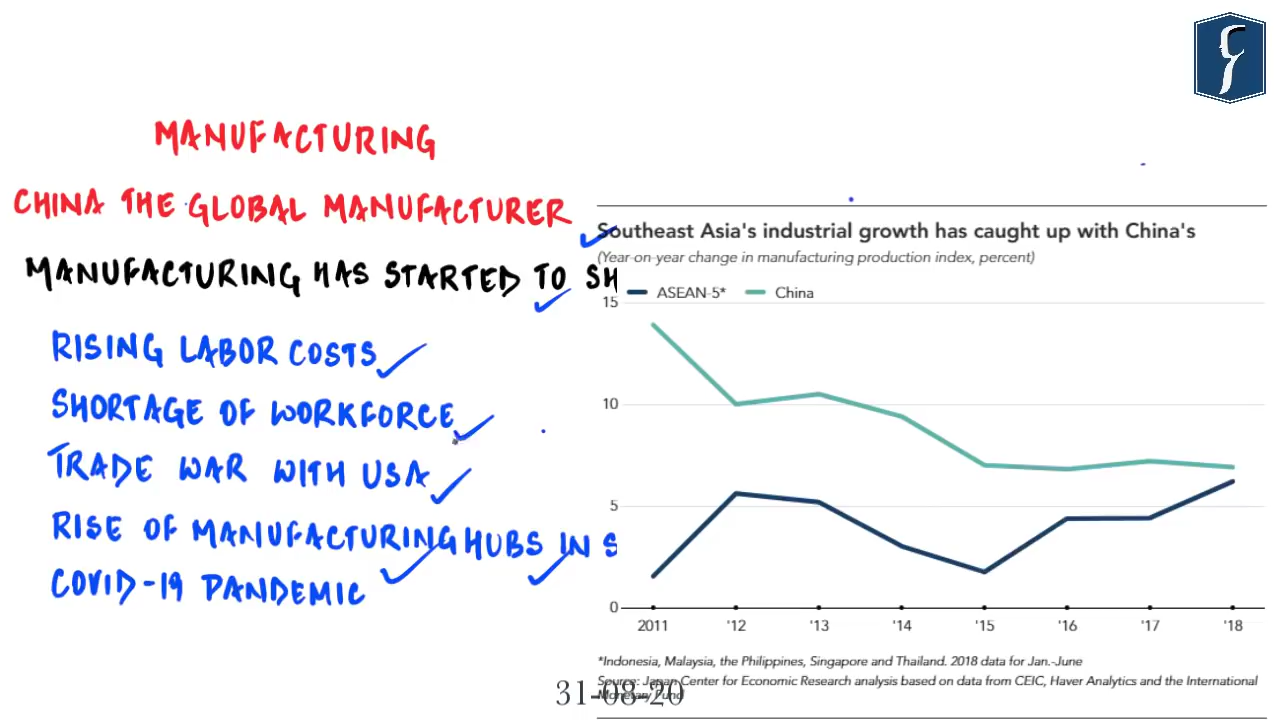 MANUFACTURING
CHINA THE GLOBAL MANUFACTURER
MANUFACTURING HAS STARTED TO SH
RISING LABOR COSTS
SHORTAGE OF WORKFORCE
TRADE WAR WITH USA
RISE OF MANUFACTURING HUBS IN S
COVID-19 PANDEMIC
Southeast Asia's industrial growth has caught up with China's
(Year-on-year change in manufacturing production index, percent)
ASEAN-5* China
15
10
5
0
2011 '12 '13 '14 '15 '16 '17 '18
*Indonesia, Malaysia, the Philippines, Singapore and Thailand. 2018 data for Jan.-June
Source: Japan Center for Economic Research analysis based on data from CEIC, Haver Analytics and the International
Monetary Fund
31-08-20